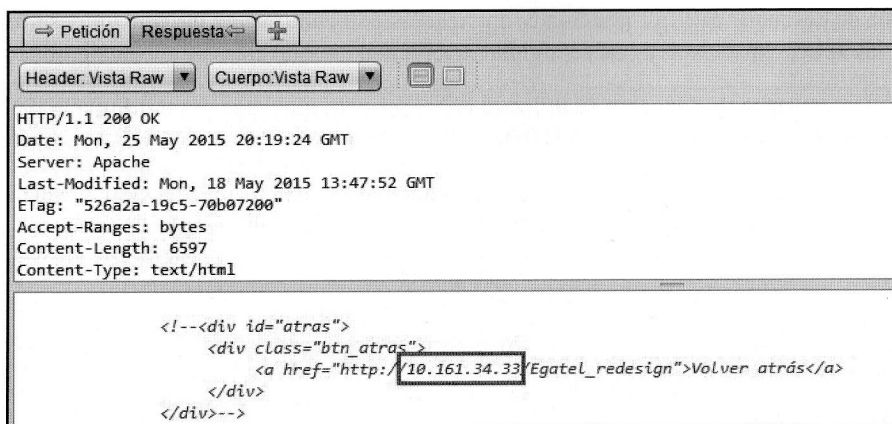 Petición Respuesta
Header: Vista Raw Cuerpo:Vista Raw
HTTP/1.1 200 OK
Date: Mon, 25 May 2015 20:19:24 GMT
Server: Apache
Last-Modified: Mon, 18 May 2015 13:47:52 GMT
ETag: "526a2a-19c5-70b07200"
Accept-Ranges: bytes
Content-Length: 6597
Content-Type: text/html
<!--<div id="atras">
<div class="btn_atras">
<a href="http://10.161.34.33/Egatel_redesign">Volver atrás</a>
</div>
</div>-->